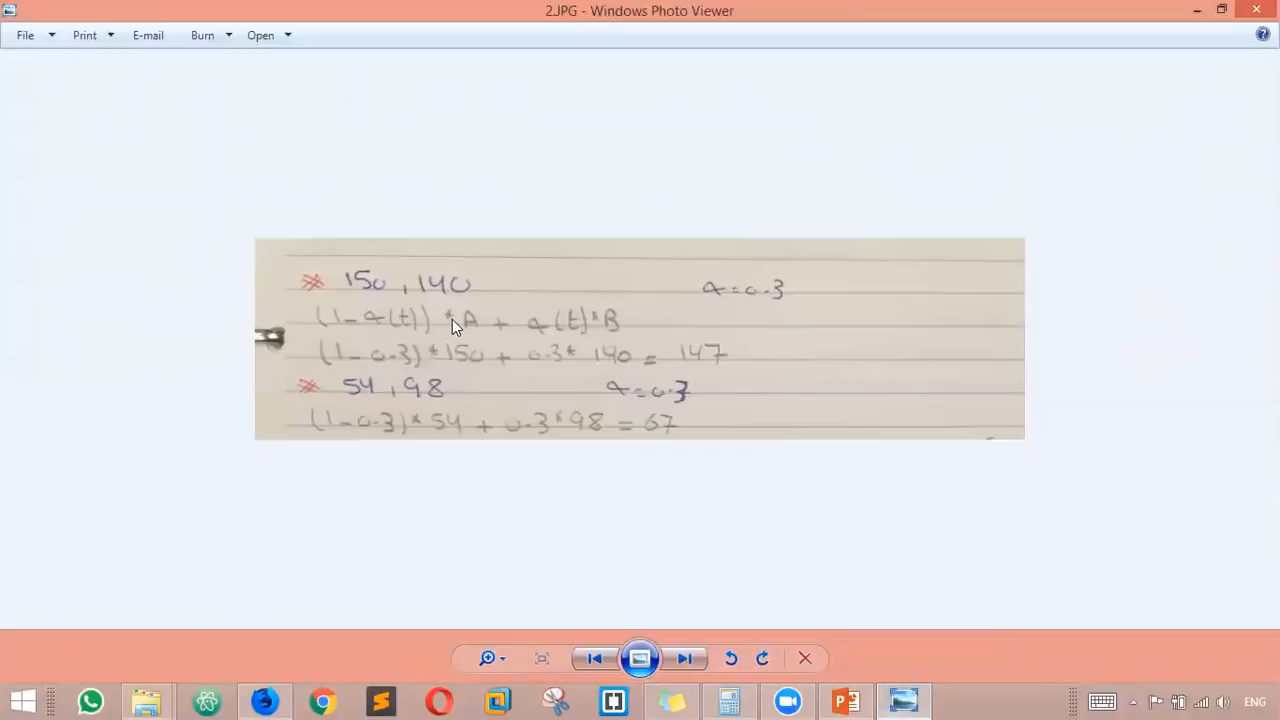 2.JPG - Windows Photo Viewer
File Print E-mail Burn Open
* 150 , 140 α = 0.3
(1 - α(t)) * A + α(t) * B
(1 - 0.3) * 150 + 0.3 * 140 = 147
* 54 , 98 α = 0.3
(1 - 0.3) * 54 + 0.3 * 98 = 67
ENG